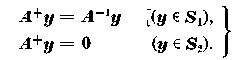 A⁺y = A⁻¹y (y ∈ S₁),
A⁺y = 0 (y ∈ S₂).